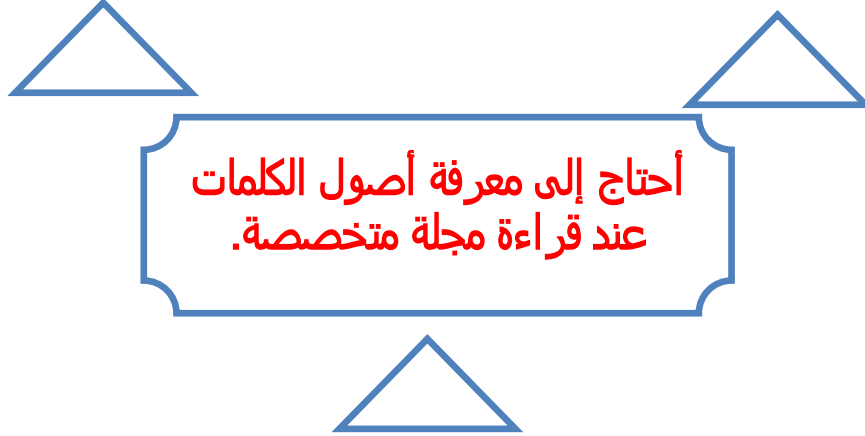 أحتاج إلى معرفة أصول الكلمات
عند قراءة مجلة متخصصة.